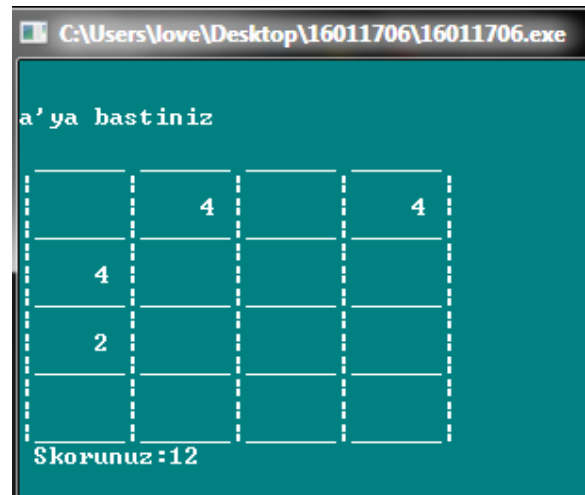 C:\Users\love\Desktop\16011706\16011706.exe
a'ya bastiniz
4 4
4
2
Skorunuz:12